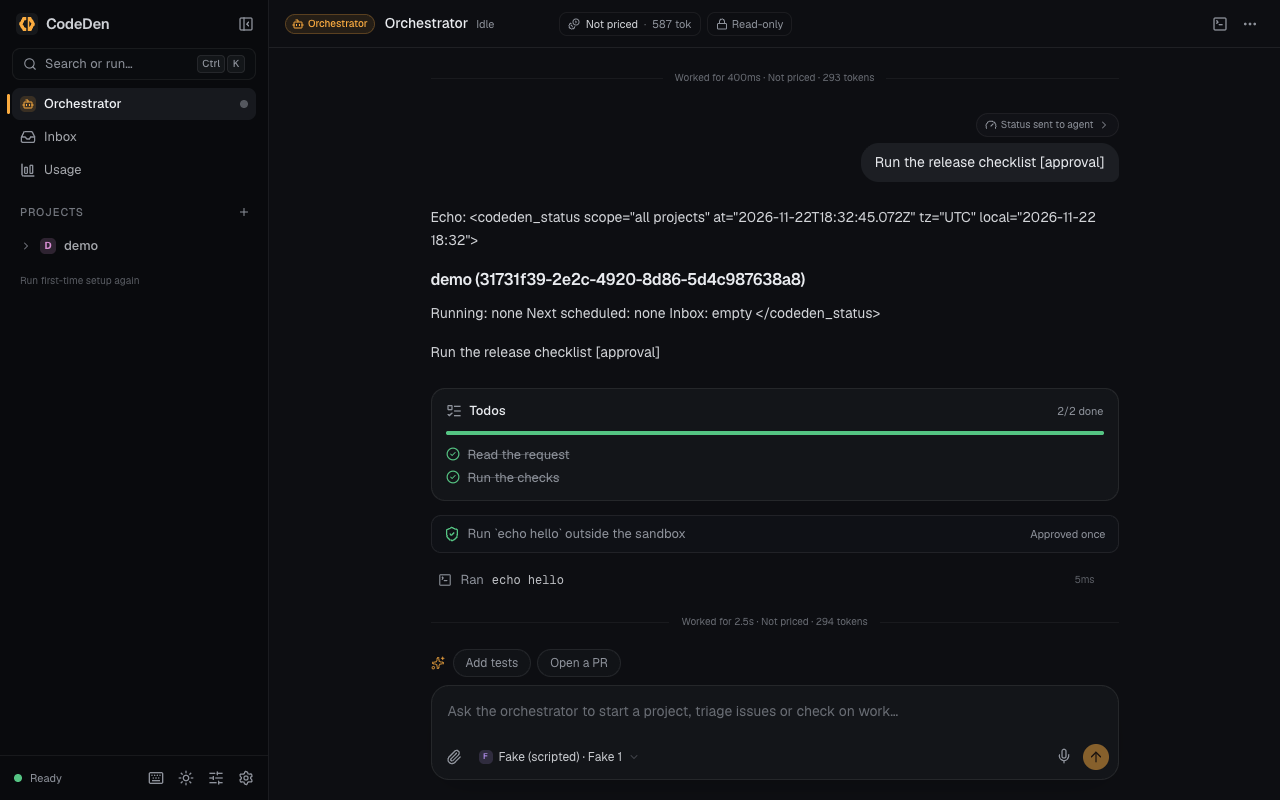 CodeDen
Search or run… Ctrl K
Orchestrator
Inbox
Usage
PROJECTS
D demo
Run first-time setup again
Ready
Orchestrator Orchestrator Idle Not priced · 587 tok Read-only
Worked for 400ms · Not priced · 293 tokens
Status sent to agent
Run the release checklist [approval]
Echo: <codeden_status scope="all projects" at="2026-11-22T18:32:45.072Z" tz="UTC" local="2026-11-22
18:32">
demo (31731f39-2e2c-4920-8d86-5d4c987638a8)
Running: none Next scheduled: none Inbox: empty </codeden_status>
Run the release checklist [approval]
Todos 2/2 done
Read the request
Run the checks
Run `echo hello` outside the sandbox Approved once
Ran echo hello 5ms
Worked for 2.5s · Not priced · 294 tokens
Add tests Open a PR
Ask the orchestrator to start a project, triage issues or check on work…
F Fake (scripted) · Fake 1